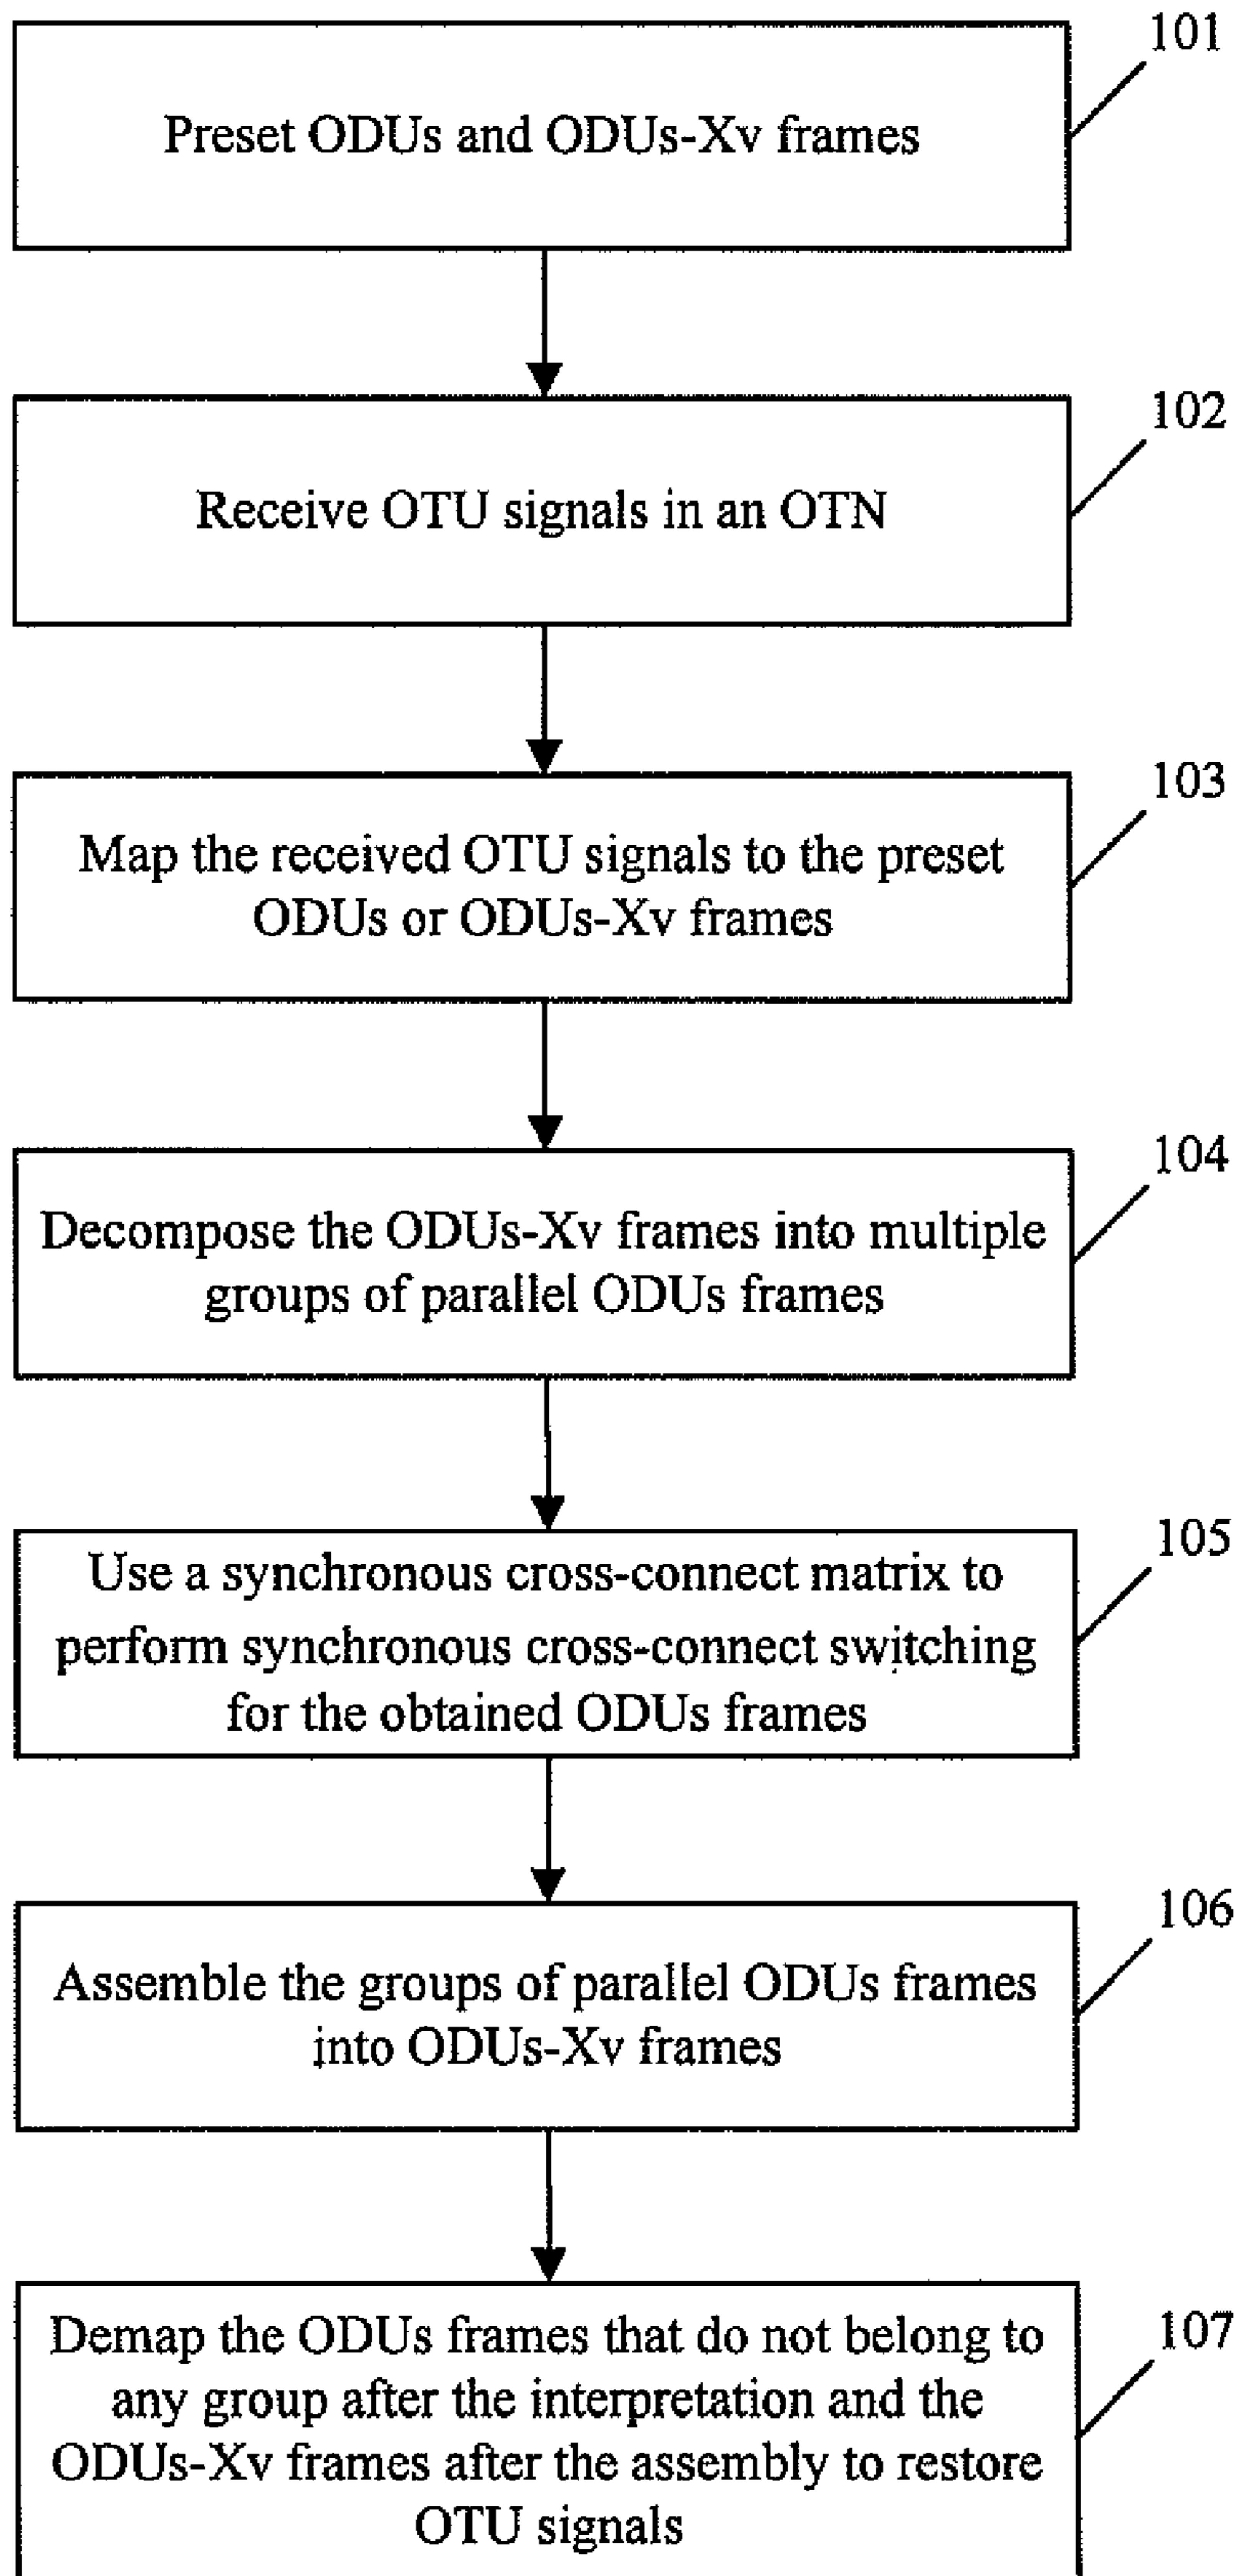 101
Preset ODUs and ODUs-Xv frames
102
Receive OTU signals in an OTN
103
Map the received OTU signals to the preset
ODUs or ODUs-Xv frames
104
Decompose the ODUs-Xv frames into multiple
groups of parallel ODUs frames
105
Use a synchronous cross-connect matrix to
perform synchronous cross-connect switching
for the obtained ODUs frames
106
Assemble the groups of parallel ODUs frames
into ODUs-Xv frames
107
Demap the ODUs frames that do not belong to
any group after the interpretation and the
ODUs-Xv frames after the assembly to restore
OTU signals